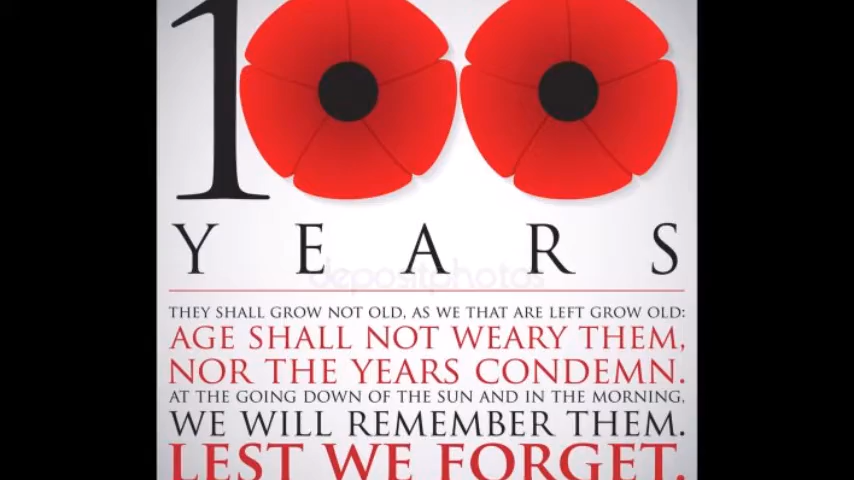 100
YEARS
depositphotos
THEY SHALL GROW NOT OLD, AS WE THAT ARE LEFT GROW OLD:
AGE SHALL NOT WEARY THEM,
NOR THE YEARS CONDEMN.
AT THE GOING DOWN OF THE SUN AND IN THE MORNING,
WE WILL REMEMBER THEM.
LEST WE FORGET.